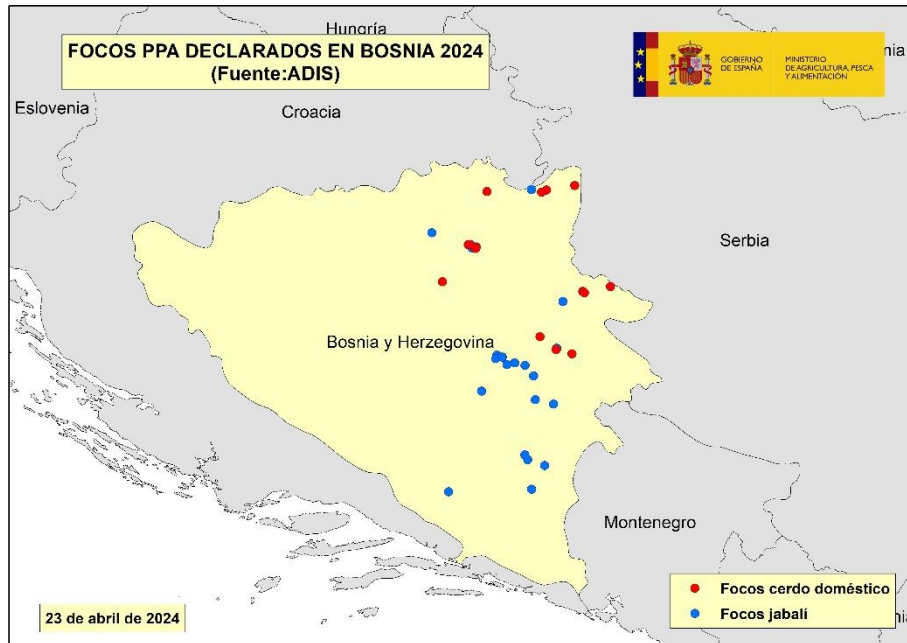 Hungría
FOCOS PPA DECLARADOS EN BOSNIA 2024
(Fuente:ADIS)
GOBIERNO
DE ESPAÑA
MINISTERIO
DE AGRICULTURA, PESCA
Y ALIMENTACIÓN
Eslovenia
Croacia
Serbia
Bosnia y Herzegovina
Montenegro
Focos cerdo doméstico
Focos jabalí
23 de abril de 2024